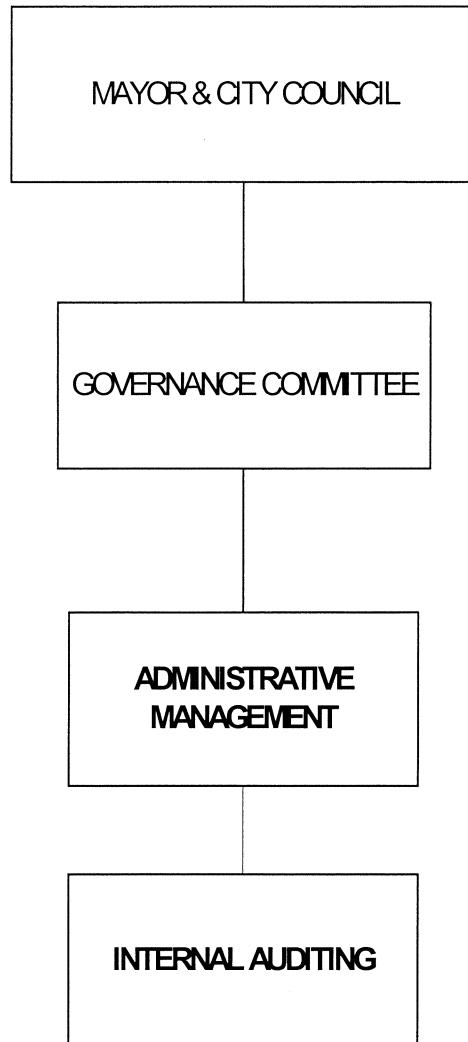 MAYOR & CITY COUNCIL
GOVERNANCE COMMITTEE
ADMINISTRATIVE
MANAGEMENT
INTERNAL AUDITING